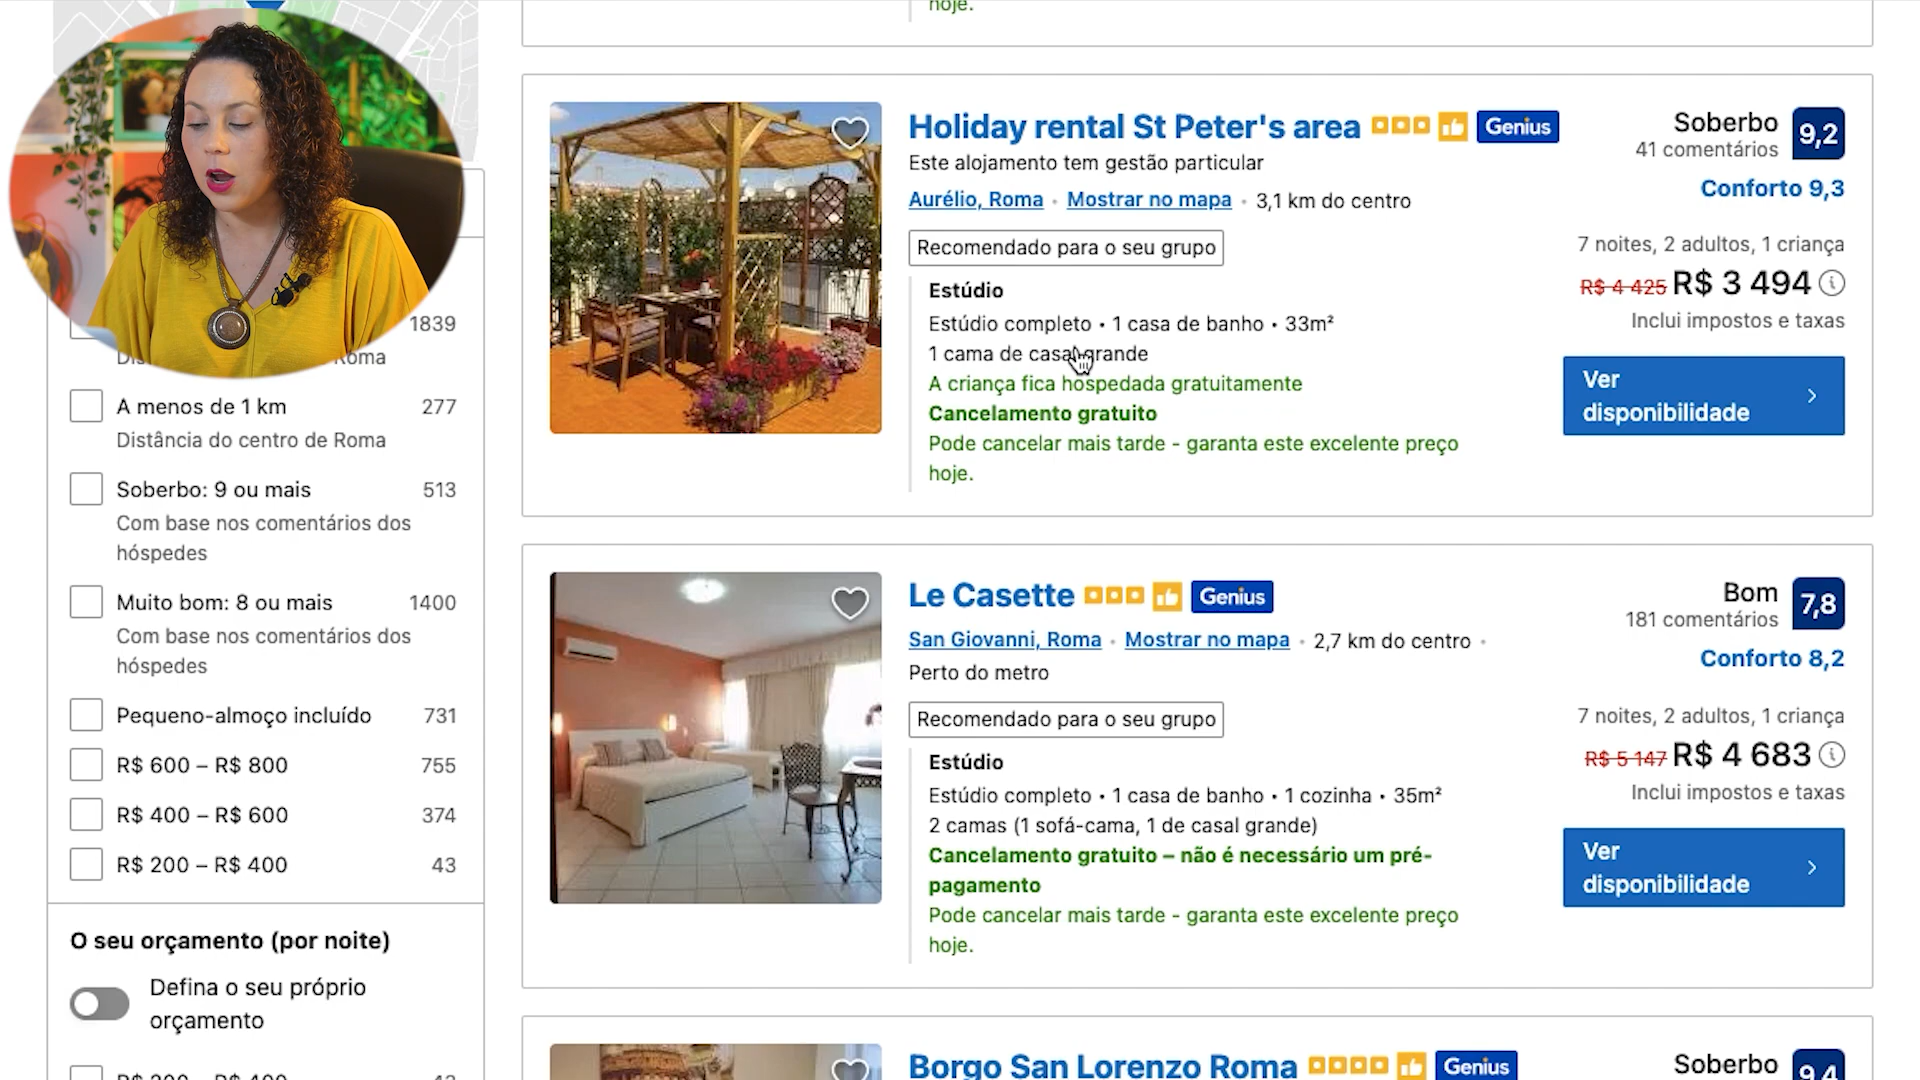 hoje.
Holiday rental St Peter's area Genius
Este alojamento tem gestão particular
Aurélio, Roma · Mostrar no mapa · 3,1 km do centro
Recomendado para o seu grupo
Estúdio
Estúdio completo • 1 casa de banho • 33m²
1 cama de casal grande
A criança fica hospedada gratuitamente
Cancelamento gratuito
Pode cancelar mais tarde - garanta este excelente preço
hoje.
Soberbo 9,2
41 comentários
Conforto 9,3
7 noites, 2 adultos, 1 criança
R$ 4 425 R$ 3 494
Inclui impostos e taxas
Ver
disponibilidade
Le Casette Genius
San Giovanni, Roma · Mostrar no mapa · 2,7 km do centro ·
Perto do metro
Recomendado para o seu grupo
Estúdio
Estúdio completo • 1 casa de banho • 1 cozinha • 35m²
2 camas (1 sofá-cama, 1 de casal grande)
Cancelamento gratuito – não é necessário um pré-
pagamento
Pode cancelar mais tarde - garanta este excelente preço
hoje.
Bom 7,8
181 comentários
Conforto 8,2
7 noites, 2 adultos, 1 criança
R$ 5 147 R$ 4 683
Inclui impostos e taxas
Ver
disponibilidade
Borgo San Lorenzo Roma Genius
Soberbo 9,4
1839
Roma
A menos de 1 km 277
Distância do centro de Roma
Soberbo: 9 ou mais 513
Com base nos comentários dos
hóspedes
Muito bom: 8 ou mais 1400
Com base nos comentários dos
hóspedes
Pequeno-almoço incluído 731
R$ 600 – R$ 800 755
R$ 400 – R$ 600 374
R$ 200 – R$ 400 43
O seu orçamento (por noite)
Defina o seu próprio
orçamento
R$ 200 – R$ 400 43